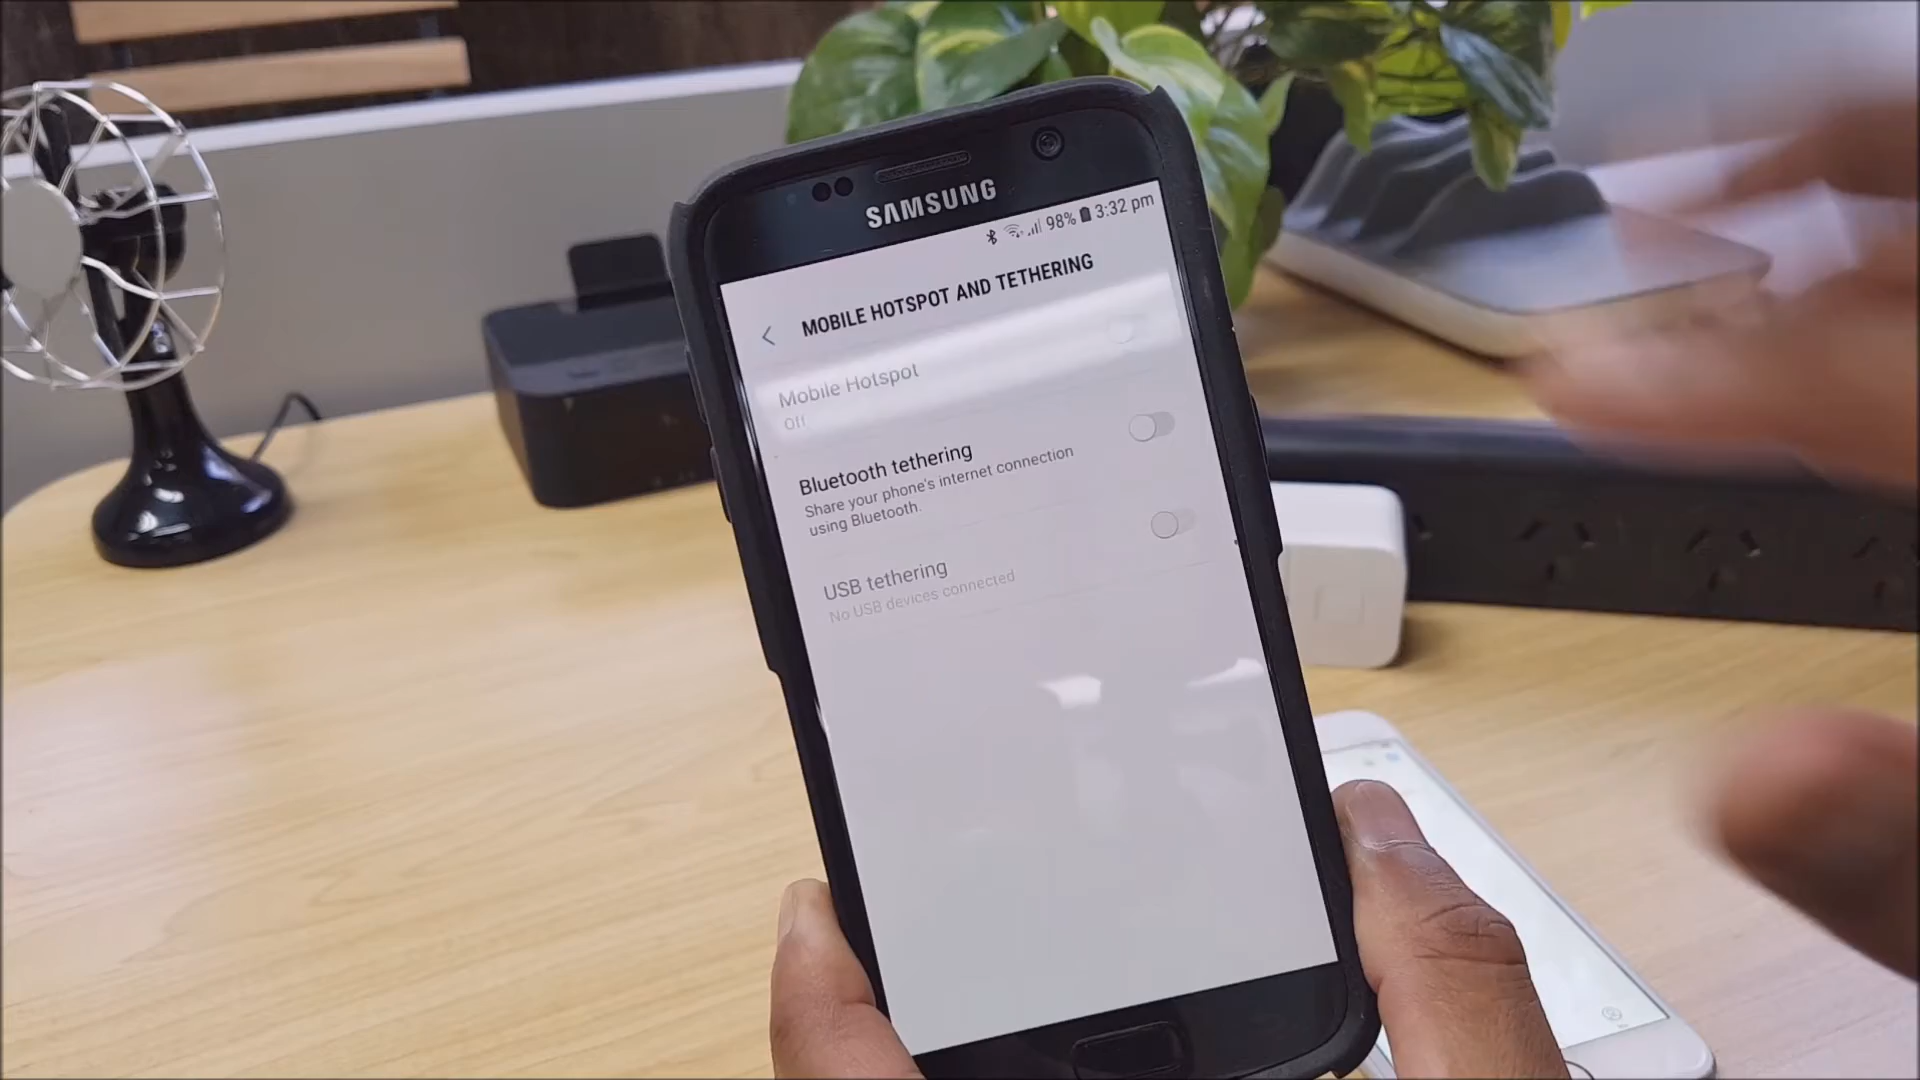 SAMSUNG
98% 3:32 pm
MOBILE HOTSPOT AND TETHERING
Mobile Hotspot
Off
Bluetooth tethering
Share your phone's internet connection
using Bluetooth.
USB tethering
No USB devices connected